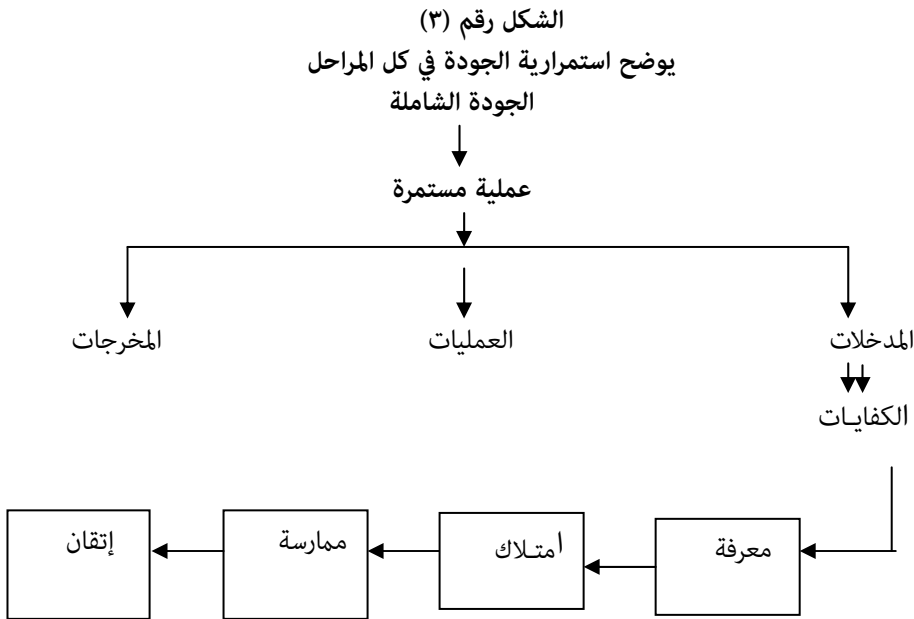 الشكل رقم (٣)
يوضح استمرارية الجودة في كل المراحل
الجودة الشاملة
عملية مستمرة
المدخلات
العمليات
المخرجات
الكفايـات
معرفة
امتـلاك
ممارسة
إتقان